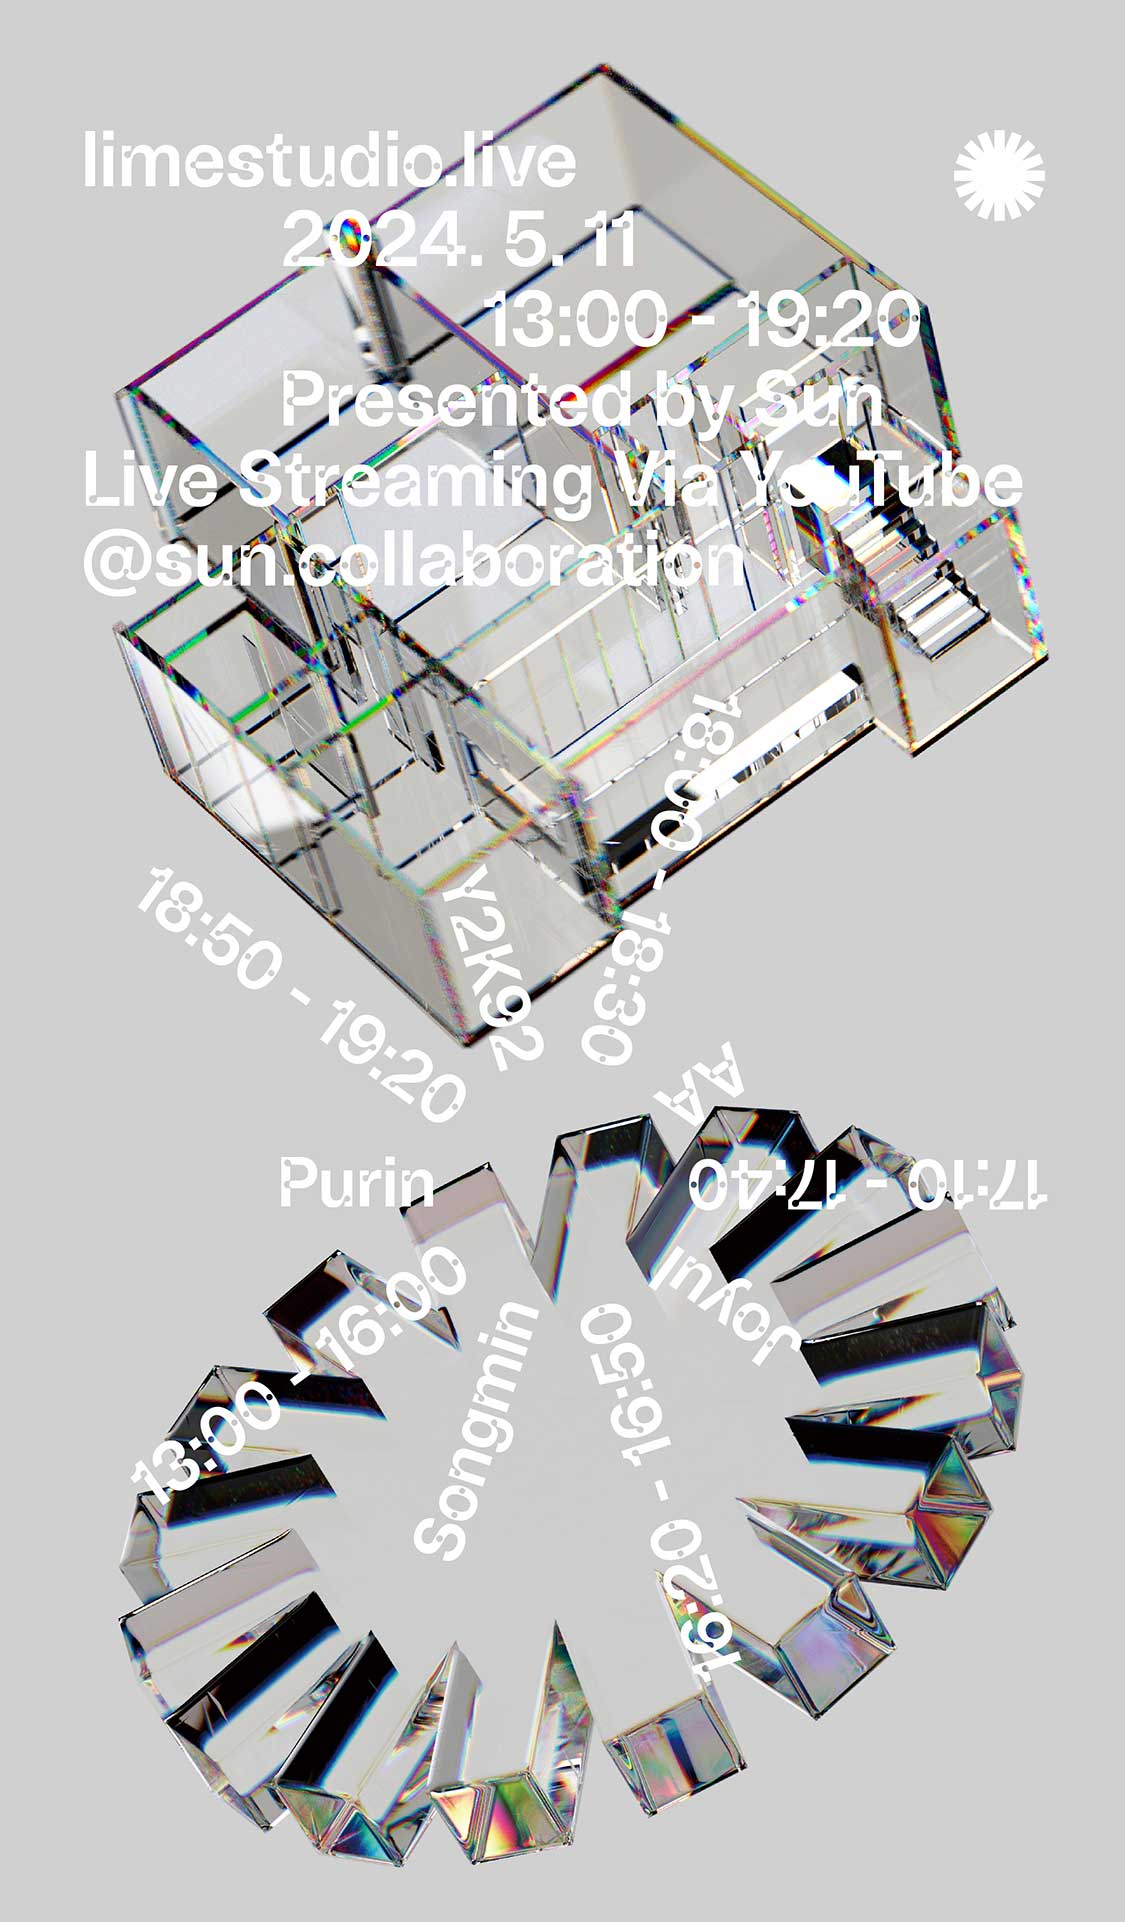 limestudio.live
2024. 5. 11
13:00 - 19:20
Presented by Sun
Live Streaming Via YouTube
@sun.collaboration
Purin
13:00 - 16:00
Songmin
16:20 - 16:50
Joyul
17:10 - 17:40
AA
18:00 - 18:30
Y2K92
18:50 - 19:20